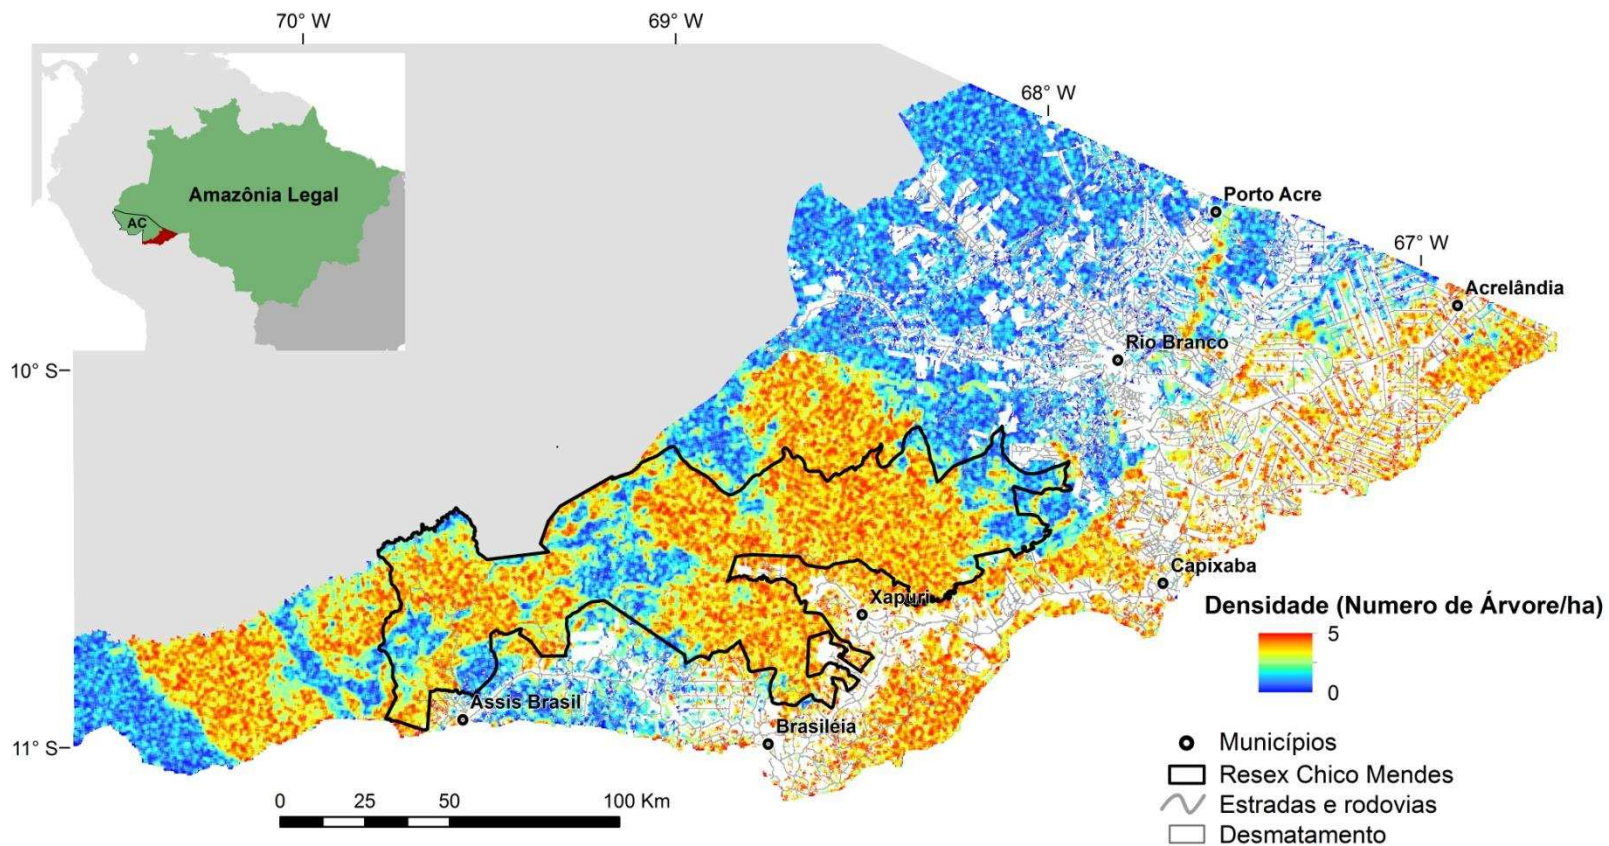 70° W
69° W
68° W
67° W
Amazônia Legal
AC
Porto Acre
Acrelândia
Rio Branco
10° S
Capixaba
Xapuri
Densidade (Numero de Árvore/ha)
5
0
Assis Brasil
Brasiléia
11° S
Municípios
Resex Chico Mendes
Estradas e rodovias
Desmatamento
0 25 50 100 Km